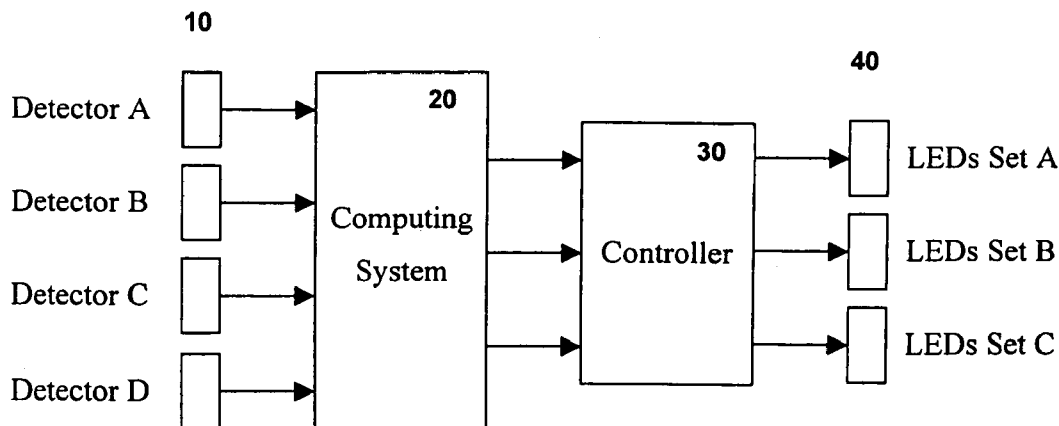 10
40
Detector A
20
30
LEDs Set A
Detector B
Computing
System
Controller
LEDs Set B
Detector C
LEDs Set C
Detector D